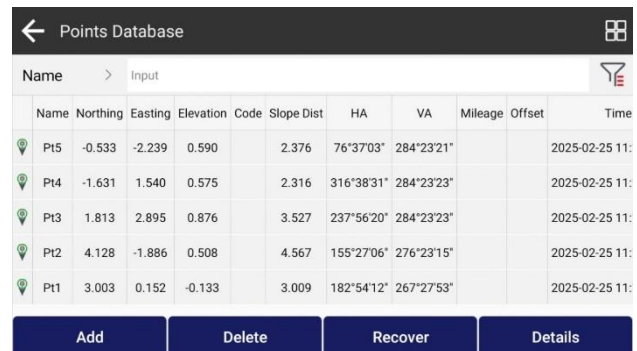 Points Database
Name > Input
Name Northing Easting Elevation Code Slope Dist HA VA Mileage Offset Time
Pt5 -0.533 -2.239 0.590 2.376 76°37'03" 284°23'21" 2025-02-25 11:
Pt4 -1.631 1.540 0.575 2.316 316°38'31" 284°23'23" 2025-02-25 11:
Pt3 1.813 2.895 0.876 3.527 237°56'20" 284°23'23" 2025-02-25 11:
Pt2 4.128 -1.886 0.508 4.567 155°27'06" 276°23'15" 2025-02-25 11:
Pt1 3.003 0.152 -0.133 3.009 182°54'12" 267°27'53" 2025-02-25 11:
Add Delete Recover Details